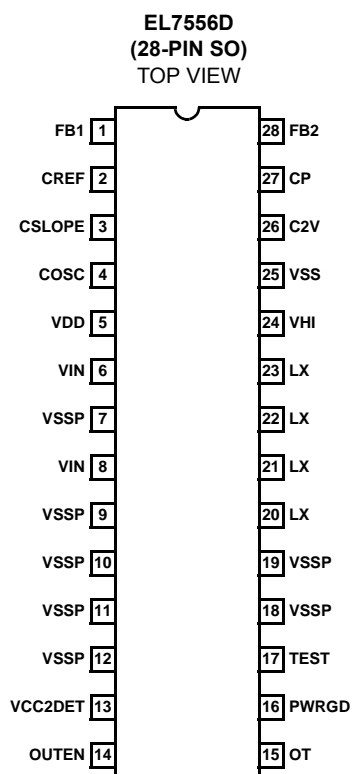 EL7556D
(28-PIN SO)
TOP VIEW
FB1 1 28 FB2
CREF 2 27 CP
CSLOPE 3 26 C2V
COSC 4 25 VSS
VDD 5 24 VHI
VIN 6 23 LX
VSSP 7 22 LX
VIN 8 21 LX
VSSP 9 20 LX
VSSP 10 19 VSSP
VSSP 11 18 VSSP
VSSP 12 17 TEST
VCC2DET 13 16 PWRGD
OUTEN 14 15 OT